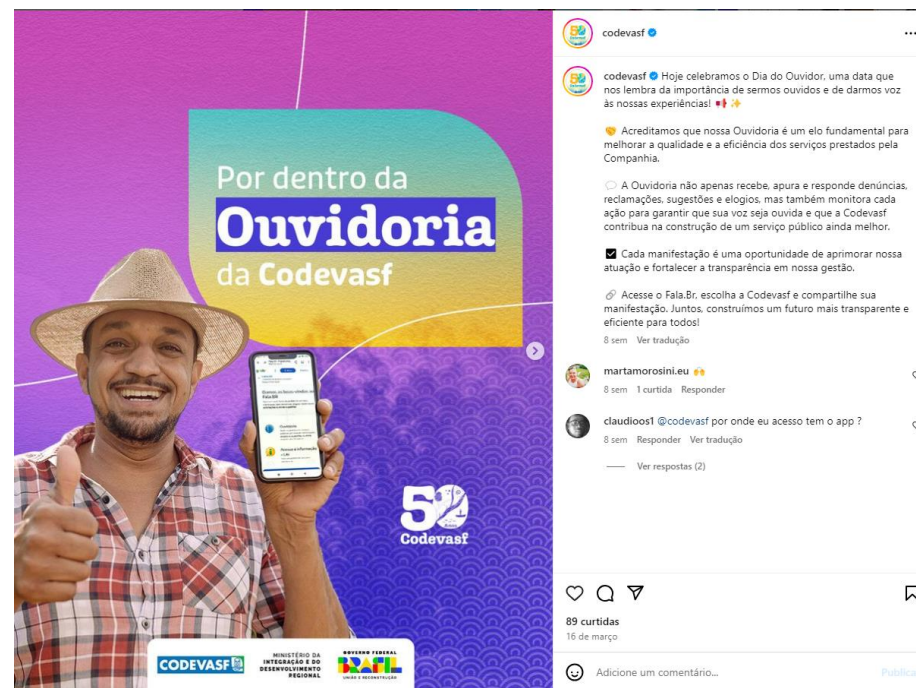 Por dentro da
Ouvidoria
da Codevasf
50
Codevasf
CODEVASF
MINISTÉRIO DA
INTEGRAÇÃO E DO
DESENVOLVIMENTO
REGIONAL
GOVERNO FEDERAL
BRASIL
UNIÃO E RECONSTRUÇÃO
codevasf
codevasf Hoje celebramos o Dia do Ouvidor, uma data que
nos lembra da importância de sermos ouvidos e de darmos voz
às nossas experiências! 📢✨
🤝 Acreditamos que nossa Ouvidoria é um elo fundamental para
melhorar a qualidade e a eficiência dos serviços prestados pela
Companhia.
💬 A Ouvidoria não apenas recebe, apura e responde denúncias,
reclamações, sugestões e elogios, mas também monitora cada
ação para garantir que sua voz seja ouvida e que a Codevasf
contribua na construção de um serviço público ainda melhor.
☑ Cada manifestação é uma oportunidade de aprimorar nossa
atuação e fortalecer a transparência em nossa gestão.
🔗 Acesse o Fala.Br, escolha a Codevasf e compartilhe sua
manifestação. Juntos, construímos um futuro mais transparente e
eficiente para todos!
8 sem Ver tradução
martamorosini.eu 🙌
8 sem 1 curtida Responder
claudioos1 @codevasf por onde eu acesso tem o app ?
8 sem Responder Ver tradução
Ver respostas (2)
89 curtidas
16 de março
Adicione um comentário...
Publica